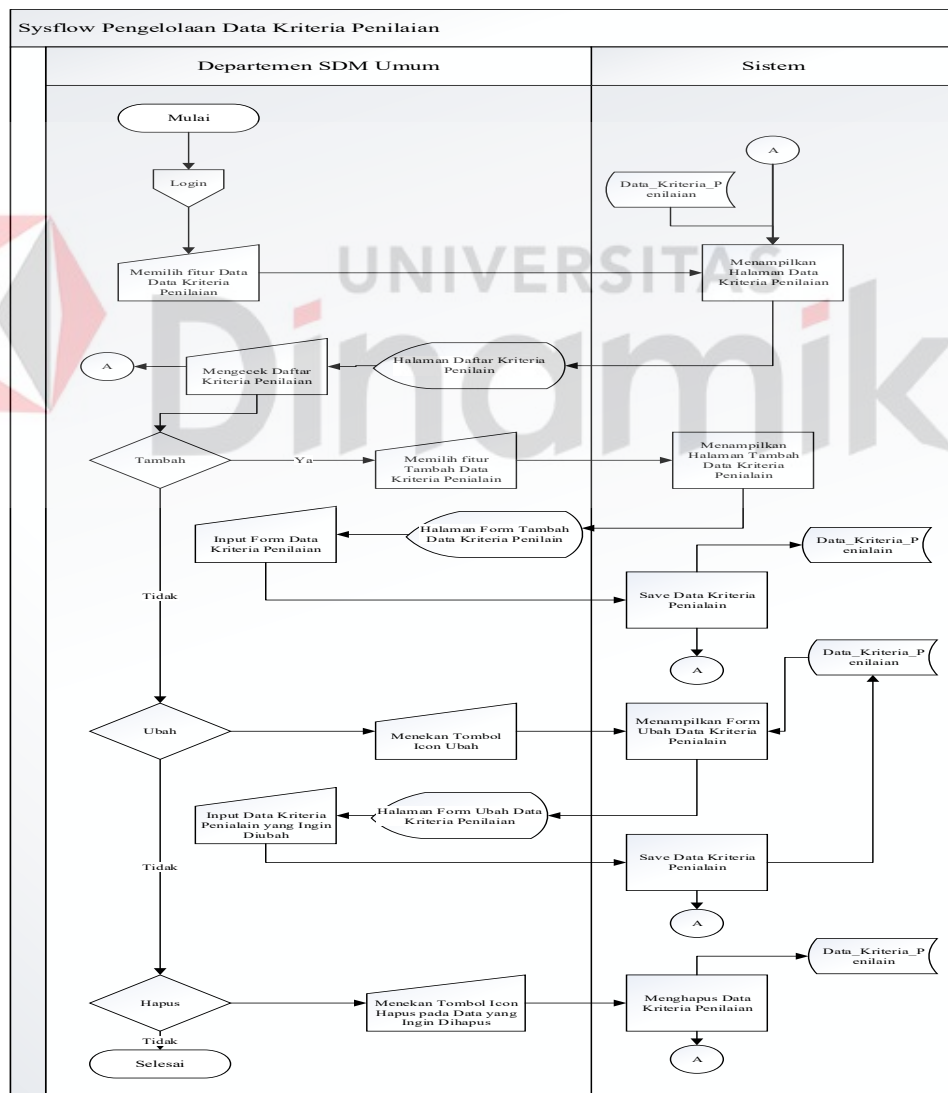 Sysflow Pengelolaan Data Kriteria Penilaian
Departemen SDM Umum
Sistem
Mulai
A
Login
Data_Kriteria_P
enilaian
Memilih fitur Data
Data Kriteria
Penilaian
Menampilkan
Halaman Data
Kriteria Penilaian
UNIVERSITAS
Dinamika
A
Mengecek Daftar
Kriteria Penilaian
Halaman Daftar Kriteria
Penilain
Tambah
Ya
Memilih fitur
Tambah Data
Kriteria Penialain
Menampilkan
Halaman Tambah
Data Kriteria
Penialain
Input Form Data
Kriteria Penilaian
Halaman Form Tambah
Data Kriteria Penilain
Data_Kriteria_P
enialain
Tidak
Save Data Kriteria
Penialain
A
Data_Kriteria_P
enilaian
Ubah
Menekan Tombol
Icon Ubah
Menampilkan Form
Ubah Data Kriteria
Penialain
Input Data Kriteria
Penialain yang Ingin
Diubah
Halaman Form Ubah Data
Kriteria Penilaian
Tidak
Save Data Kriteria
Penialain
A
Data_Kriteria_P
enilain
Hapus
Menekan Tombol Icon
Hapus pada Data yang
Ingin Dihapus
Menghapus Data
Kriteria Penilaian
Tidak
Selesai
A